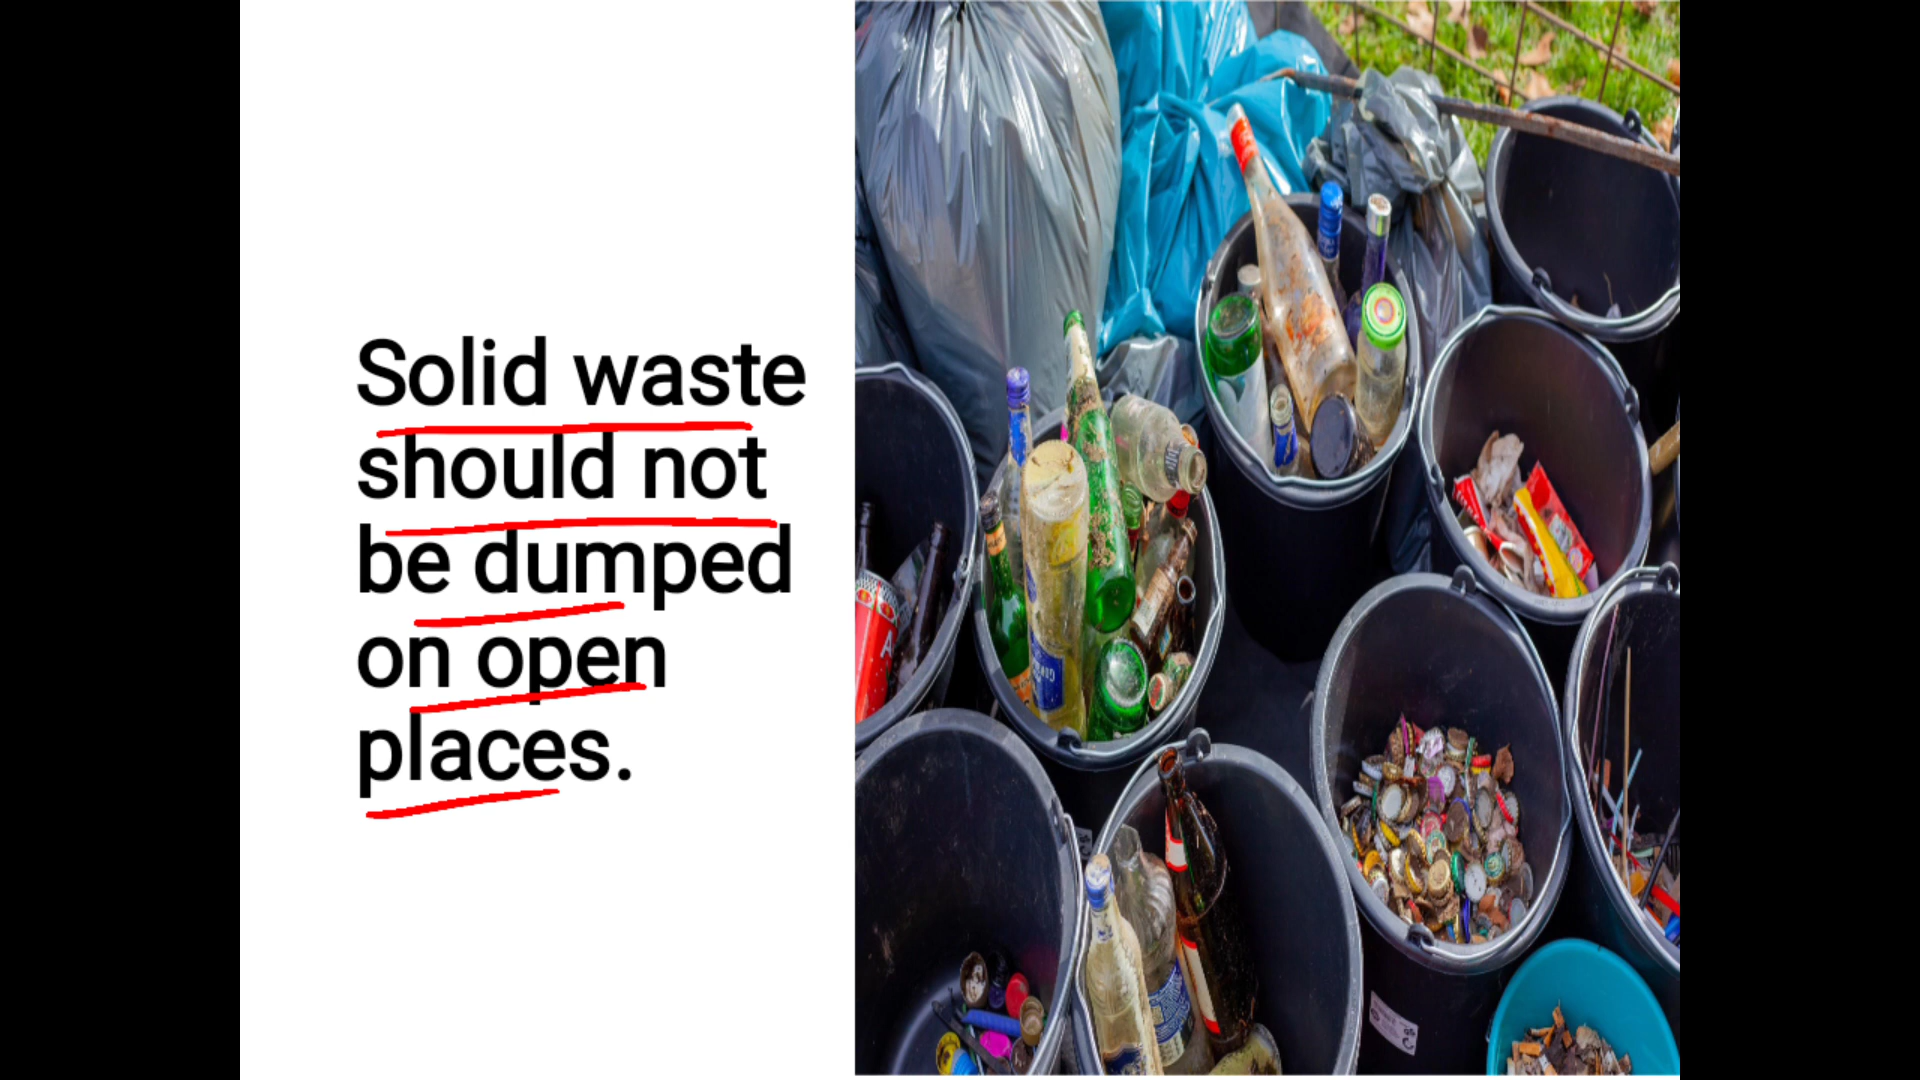 Solid waste
should not
be dumped
on open
places.